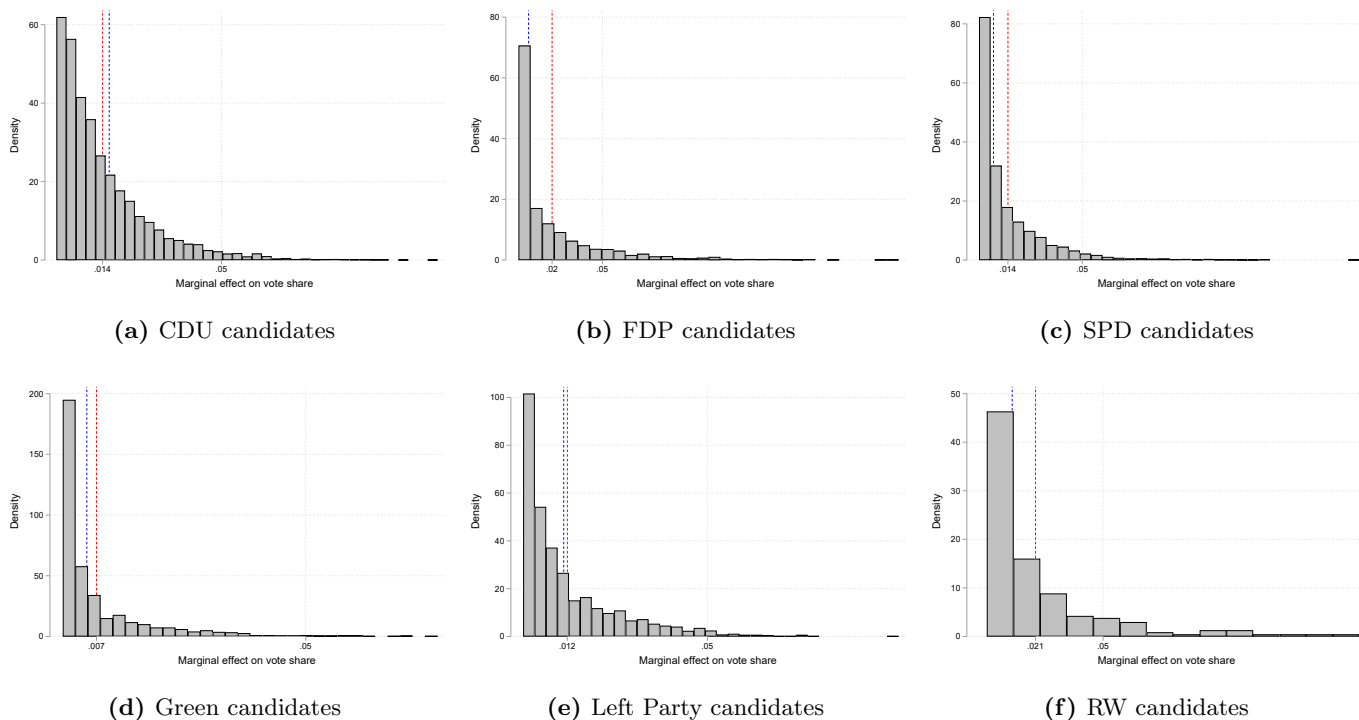 60
40
20
0
Density
.014
.05
Marginal effect on vote share
(a) CDU candidates
80
60
40
20
0
Density
.02
.05
Marginal effect on vote share
(b) FDP candidates
80
60
40
20
0
Density
.014
.05
Marginal effect on vote share
(c) SPD candidates
200
150
100
50
0
Density
.007
.05
Marginal effect on vote share
(d) Green candidates
100
80
60
40
20
0
Density
.012
.05
Marginal effect on vote share
(e) Left Party candidates
50
40
30
20
10
0
Density
.021
.05
Marginal effect on vote share
(f) RW candidates